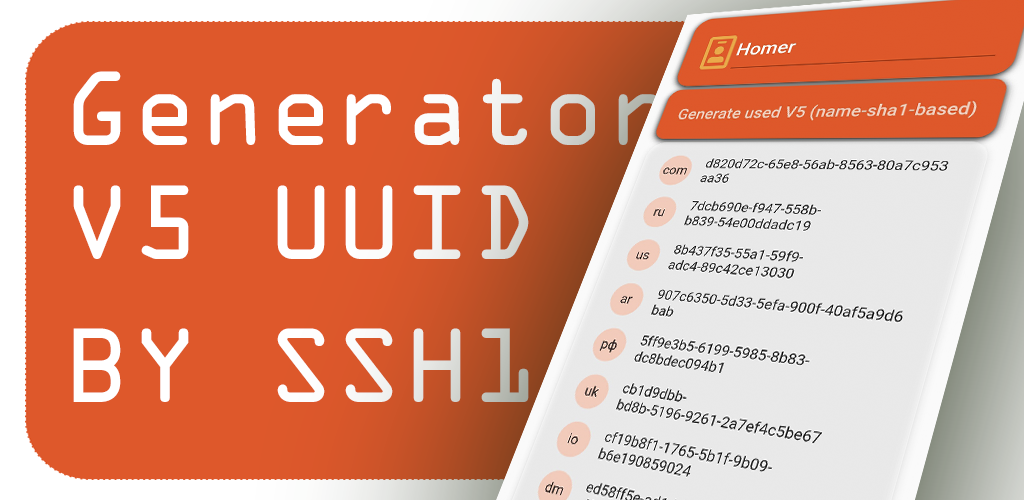 Generator
V5 UUID
BY SSH1
Homer
Generate used V5 (name-sha1-based)
com
d820d72c-65e8-56ab-8563-80a7c953
aa36
ru
7dcb690e-f947-558b-
b839-54e00ddadc19
us
8b437f35-55a1-59f9-
adc4-89c42ce13030
ar
907c6350-5d33-5efa-900f-40af5a9d6
bab
рф
5ff9e3b5-6199-5985-8b83-
dc8bdec094b1
uk
cb1d9dbb-
bd8b-5196-9261-2a7ef4c5be67
io
cf19b8f1-1765-5b1f-9b09-
b6e190859024
dm